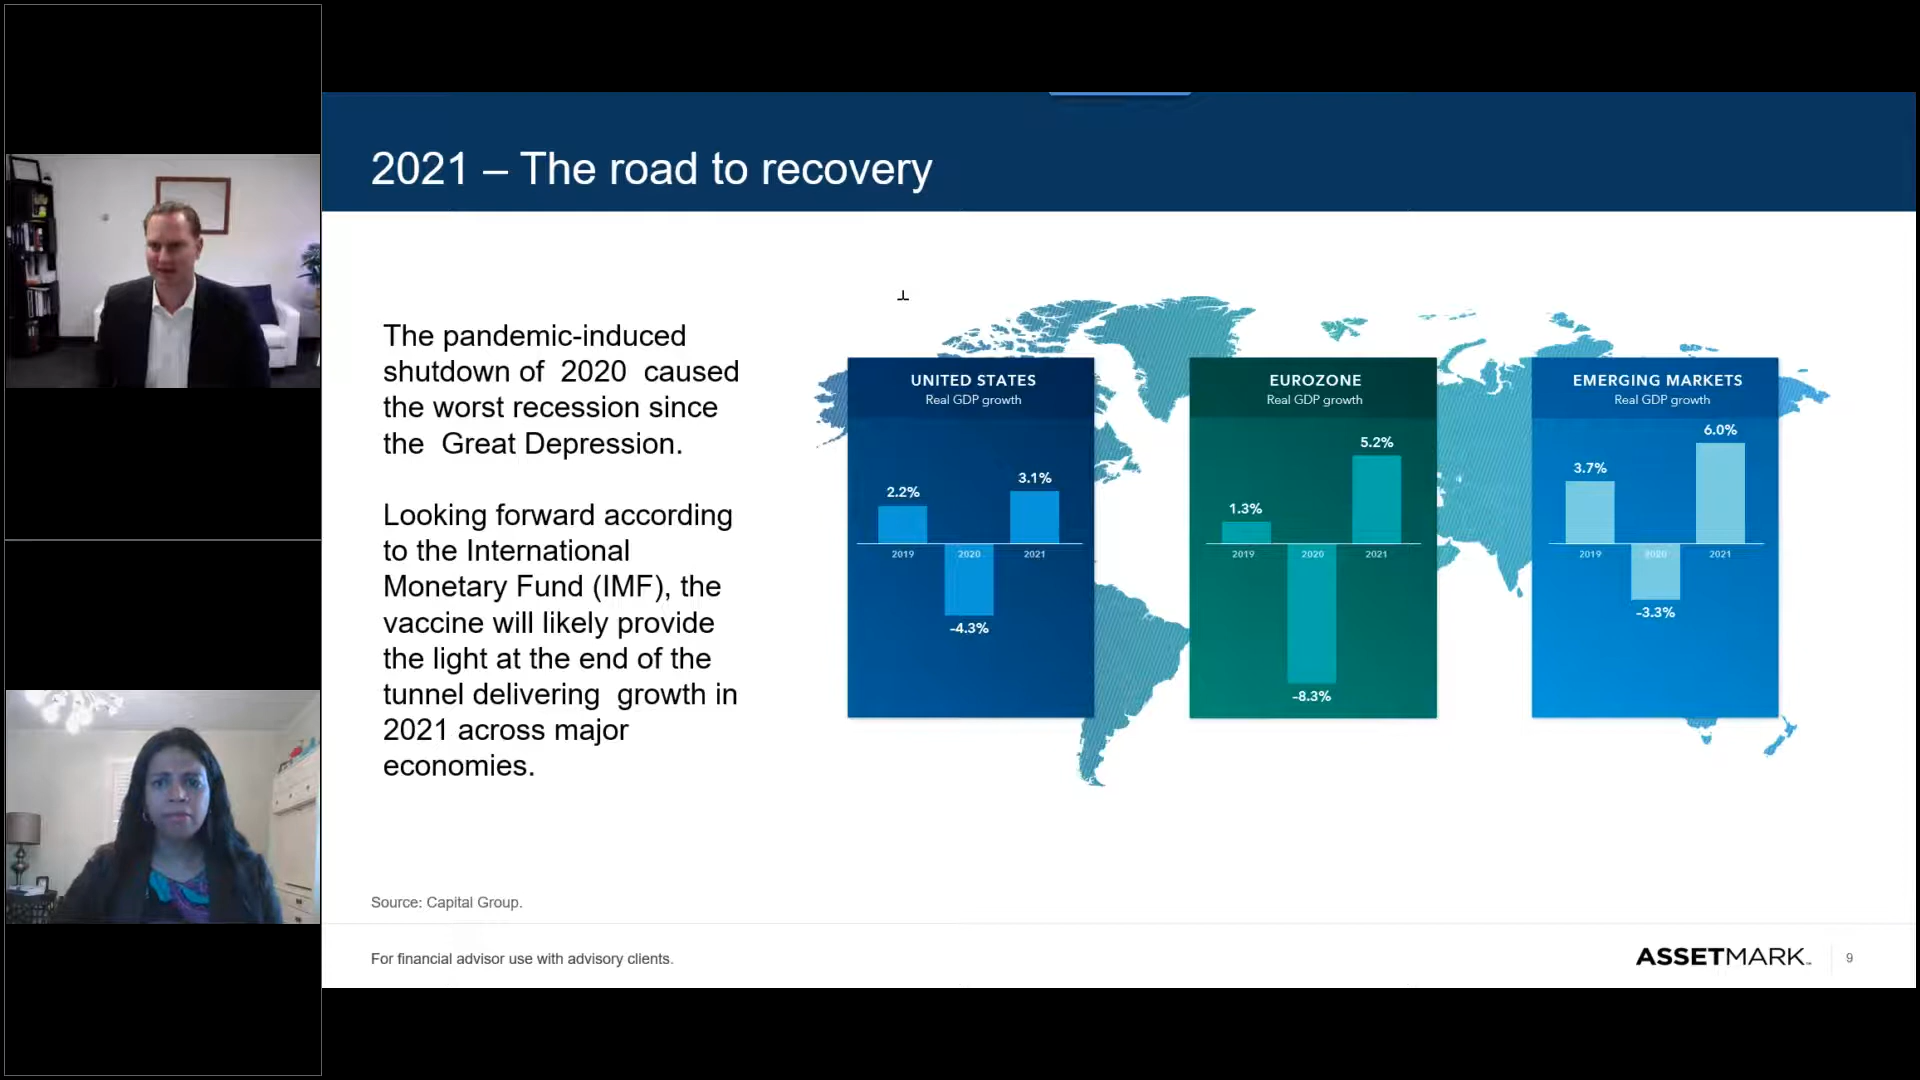 2021 – The road to recovery
The pandemic-induced
shutdown of 2020 caused
the worst recession since
the Great Depression.
Looking forward according
to the International
Monetary Fund (IMF), the
vaccine will likely provide
the light at the end of the
tunnel delivering growth in
2021 across major
economies.
UNITED STATES
Real GDP growth
2.2%
3.1%
2019 2020 2021
-4.3%
EUROZONE
Real GDP growth
5.2%
1.3%
2019 2020 2021
-8.3%
EMERGING MARKETS
Real GDP growth
6.0%
3.7%
2019 2020 2021
-3.3%
Source: Capital Group.
For financial advisor use with advisory clients.
ASSETMARK
9